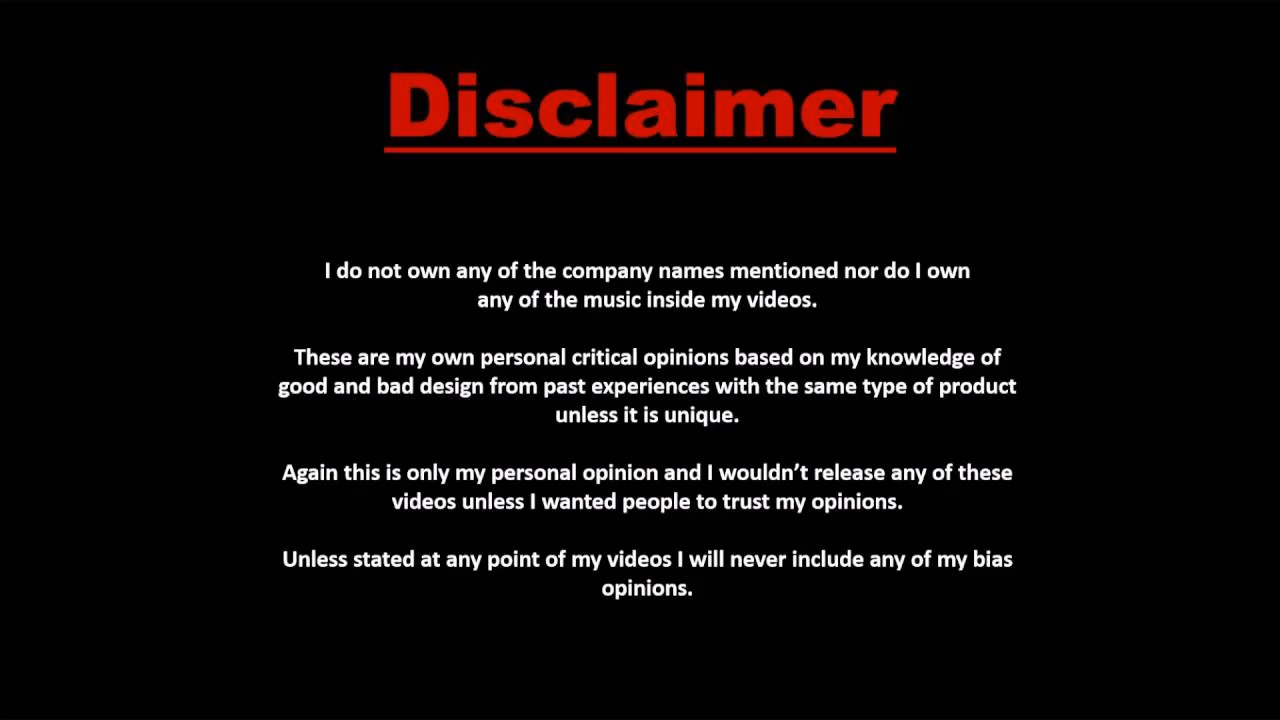 Disclaimer
I do not own any of the company names mentioned nor do I own
any of the music inside my videos.
These are my own personal critical opinions based on my knowledge of
good and bad design from past experiences with the same type of product
unless it is unique.
Again this is only my personal opinion and I wouldn’t release any of these
videos unless I wanted people to trust my opinions.
Unless stated at any point of my videos I will never include any of my bias
opinions.